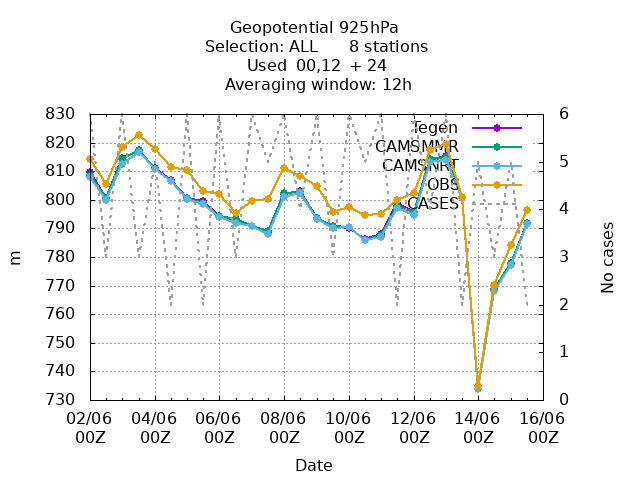 Geopotential 925hPa
Selection: ALL 8 stations
Used 00,12 + 24
Averaging window: 12h
830
820
810
800
790
780
770
760
750
740
730
m
6
5
4
3
2
1
0
No cases
Tegen
CAMSMMR
CAMSNRT
OBS
CASES
02/06 04/06 06/06 08/06 10/06 12/06 14/06 16/06
00Z 00Z 00Z 00Z 00Z 00Z 00Z 00Z
Date